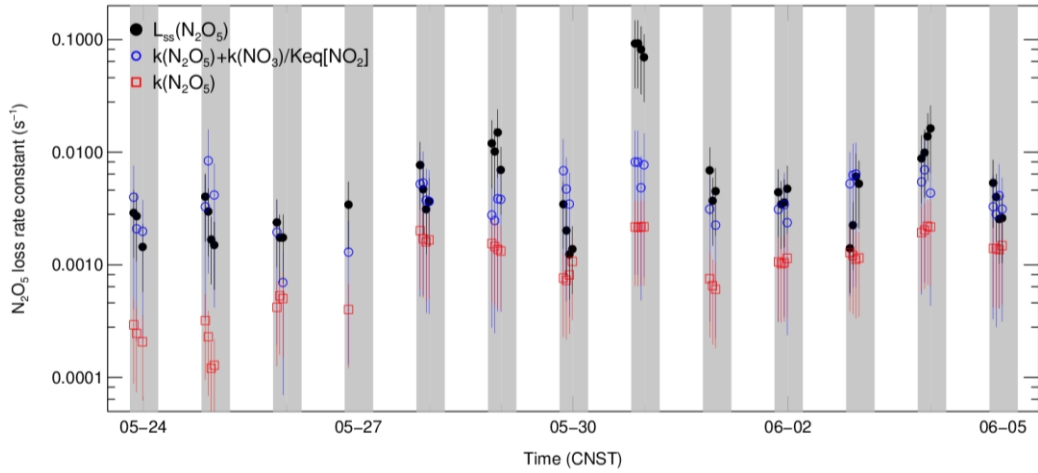 Lss(N2O5)
k(N2O5)+k(NO3)/Keq[NO2]
k(N2O5)
0.1000
0.0100
0.0010
0.0001
N2O5 loss rate constant (s−1)
05−24 05−27 05−30 06−02 06−05
Time (CNST)